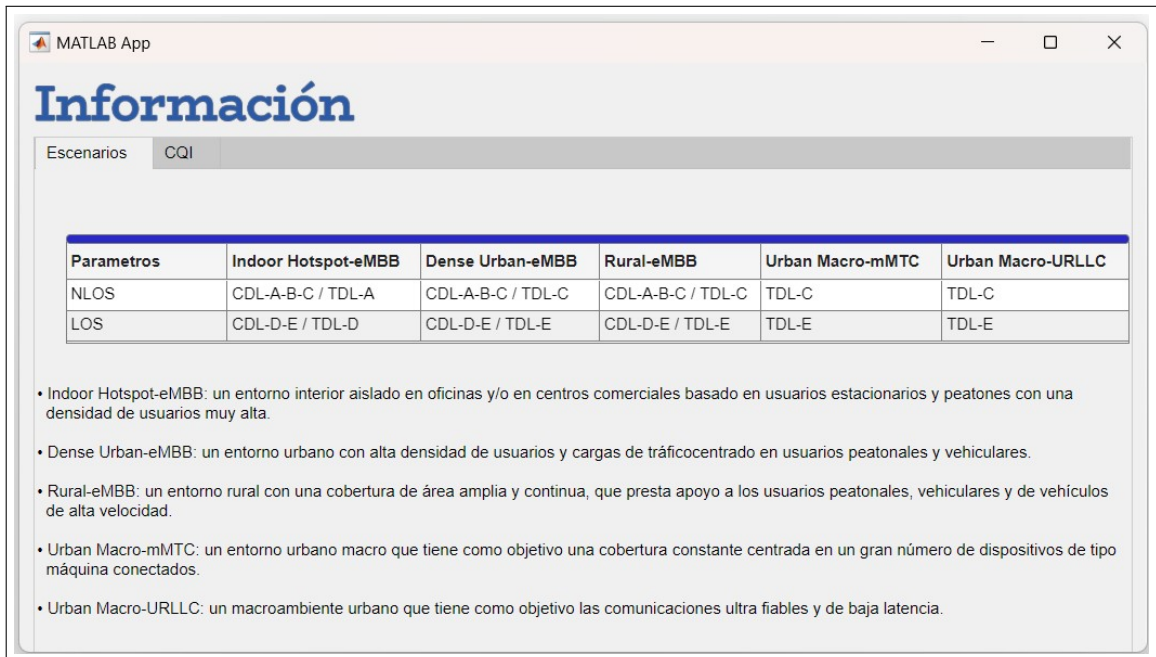 MATLAB App
Información
Escenarios CQI
Parametros Indoor Hotspot-eMBB Dense Urban-eMBB Rural-eMBB Urban Macro-mMTC Urban Macro-URLLC
NLOS CDL-A-B-C / TDL-A CDL-A-B-C / TDL-C CDL-A-B-C / TDL-C TDL-C TDL-C
LOS CDL-D-E / TDL-D CDL-D-E / TDL-E CDL-D-E / TDL-E TDL-E TDL-E
• Indoor Hotspot-eMBB: un entorno interior aislado en oficinas y/o en centros comerciales basado en usuarios estacionarios y peatones con una
densidad de usuarios muy alta.
• Dense Urban-eMBB: un entorno urbano con alta densidad de usuarios y cargas de tráficocentrado en usuarios peatonales y vehiculares.
• Rural-eMBB: un entorno rural con una cobertura de área amplia y continua, que presta apoyo a los usuarios peatonales, vehiculares y de vehículos
de alta velocidad.
• Urban Macro-mMTC: un entorno urbano macro que tiene como objetivo una cobertura constante centrada en un gran número de dispositivos de tipo
máquina conectados.
• Urban Macro-URLLC: un macroambiente urbano que tiene como objetivo las comunicaciones ultra fiables y de baja latencia.